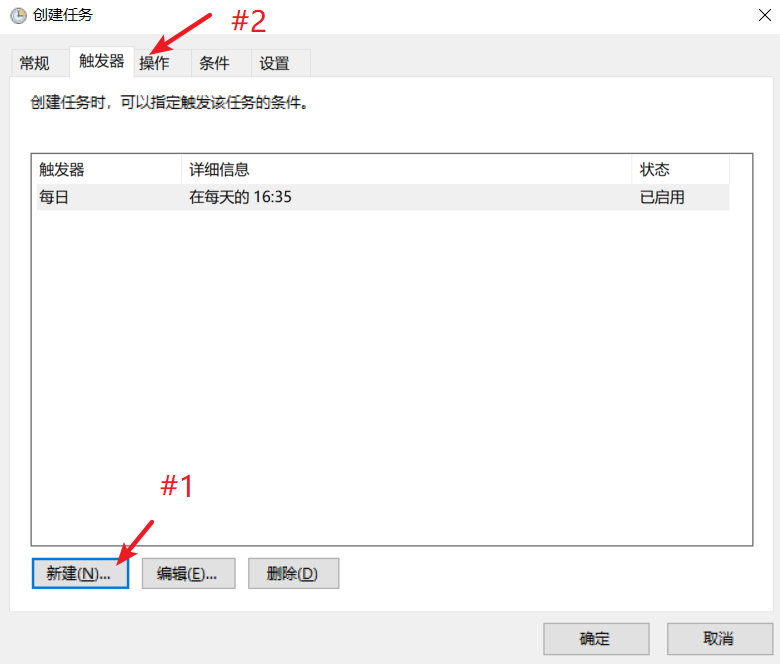 创建任务
#2
常规 触发器 操作 条件 设置
创建任务时，可以指定触发该任务的条件。
触发器 详细信息 状态
每日 在每天的 16:35 已启用
#1
新建(N)... 编辑(E)... 删除(D)
确定 取消